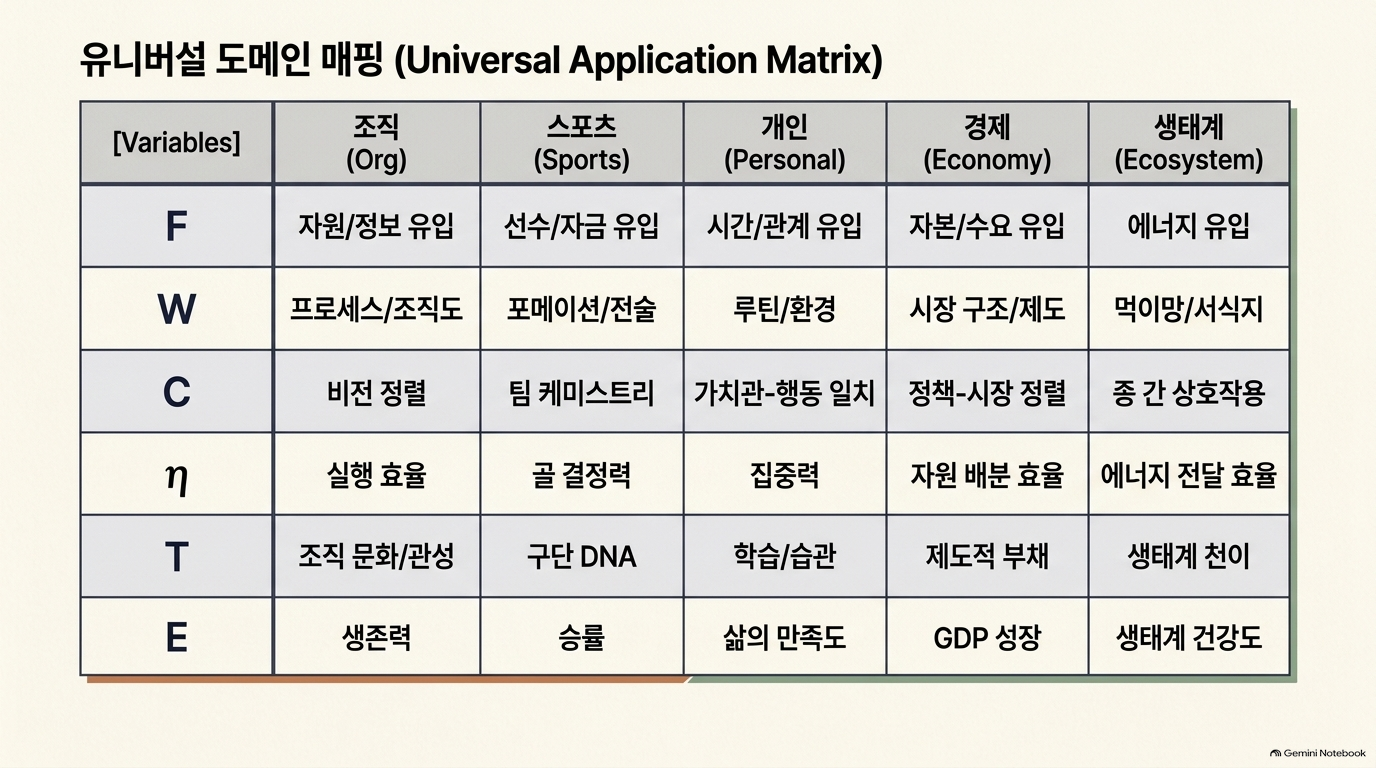 유니버설 도메인 매핑 (Universal Application Matrix)
[Variables] 조직 (Org) 스포츠 (Sports) 개인 (Personal) 경제 (Economy) 생태계 (Ecosystem)
F 자원/정보 유입 선수/자금 유입 시간/관계 유입 자본/수요 유입 에너지 유입
W 프로세스/조직도 포메이션/전술 루틴/환경 시장 구조/제도 먹이망/서식지
C 비전 정렬 팀 케미스트리 가치관-행동 일치 정책-시장 정렬 종 간 상호작용
η 실행 효율 골 결정력 집중력 자원 배분 효율 에너지 전달 효율
T 조직 문화/관성 구단 DNA 학습/습관 제도적 부채 생태계 천이
E 생존력 승률 삶의 만족도 GDP 성장 생태계 건강도
Gemini Notebook